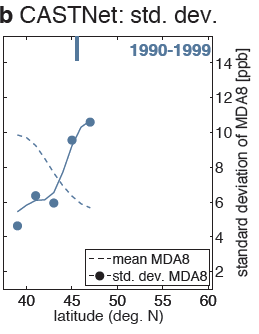 b CASTNet: std. dev.
1990-1999
14
12
10
8
6
4
2
standard deviation of MDA8 [ppb]
mean MDA8
std. dev. MDA8
40 45 50 55 60
latitude (deg. N)